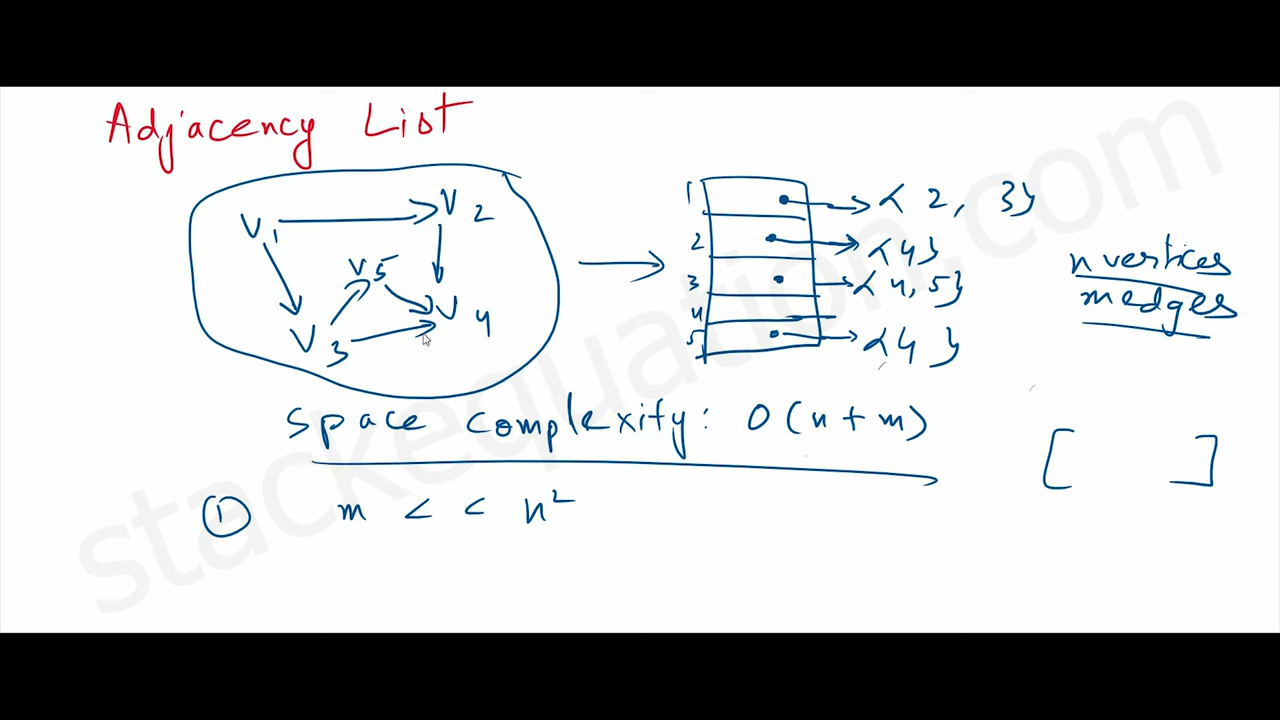 Adjacency List
V1 V2
V5
V3 V4
1 {2, 3}
2 {4}
3 {4, 5}
4
5 {4}
n vertices
m edges
space complexity: O(n+m)
[ ]
① m < < n²
stackequation.com